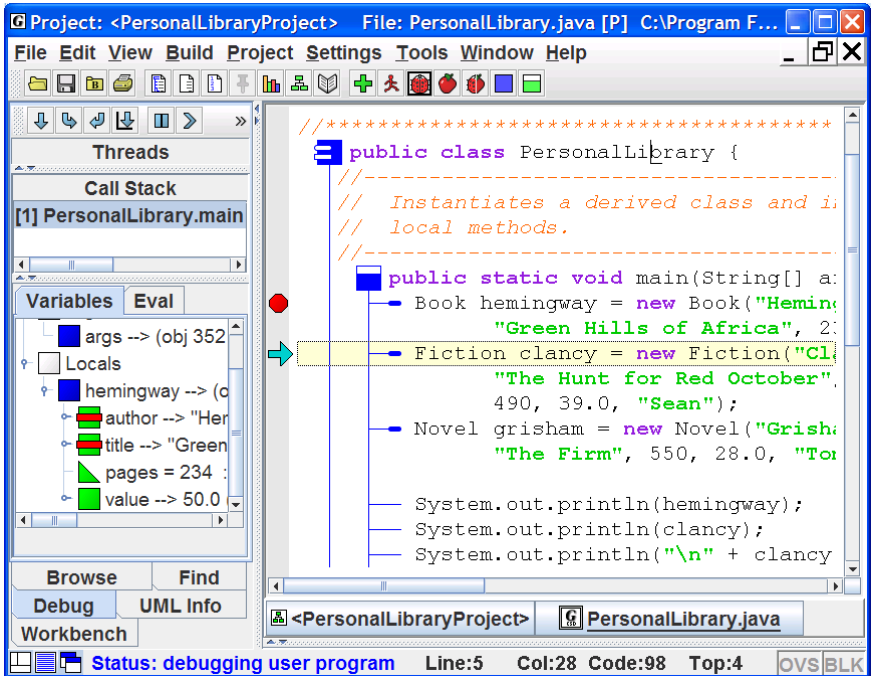 Project: <PersonalLibraryProject> File: PersonalLibrary.java [P] C:\Program F...
File Edit View Build Project Settings Tools Window Help
»
Threads
Call Stack
[1] PersonalLibrary.main
Variables Eval
args --> (obj 352
Locals
hemingway --> (o
author --> "Her
title --> "Green
pages = 234 :
value --> 50.0
Browse Find
Debug UML Info
Workbench
//***************************************
public class PersonalLibrary {
//-------------------------------------
// Instantiates a derived class and i
// local methods.
//-------------------------------------
public static void main(String[] a
Book hemingway = new Book("Heming
"Green Hills of Africa", 2
Fiction clancy = new Fiction("Cl
"The Hunt for Red October",
490, 39.0, "Sean");
Novel grisham = new Novel("Grisha
"The Firm", 550, 28.0, "To
System.out.println(hemingway);
System.out.println(clancy);
System.out.println("\n" + clancy
<PersonalLibraryProject> PersonalLibrary.java
Status: debugging user program Line:5 Col:28 Code:98 Top:4 OVS BLK